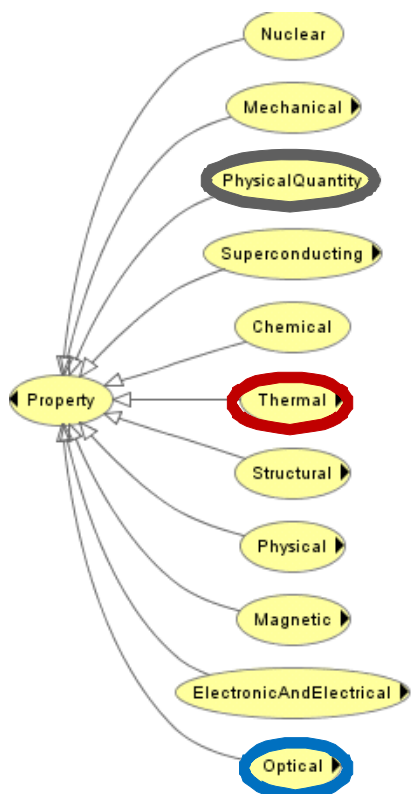 Nuclear
Mechanical
PhysicalQuantity
Superconducting
Chemical
Property
Thermal
Structural
Physical
Magnetic
ElectronicAndElectrical
Optical